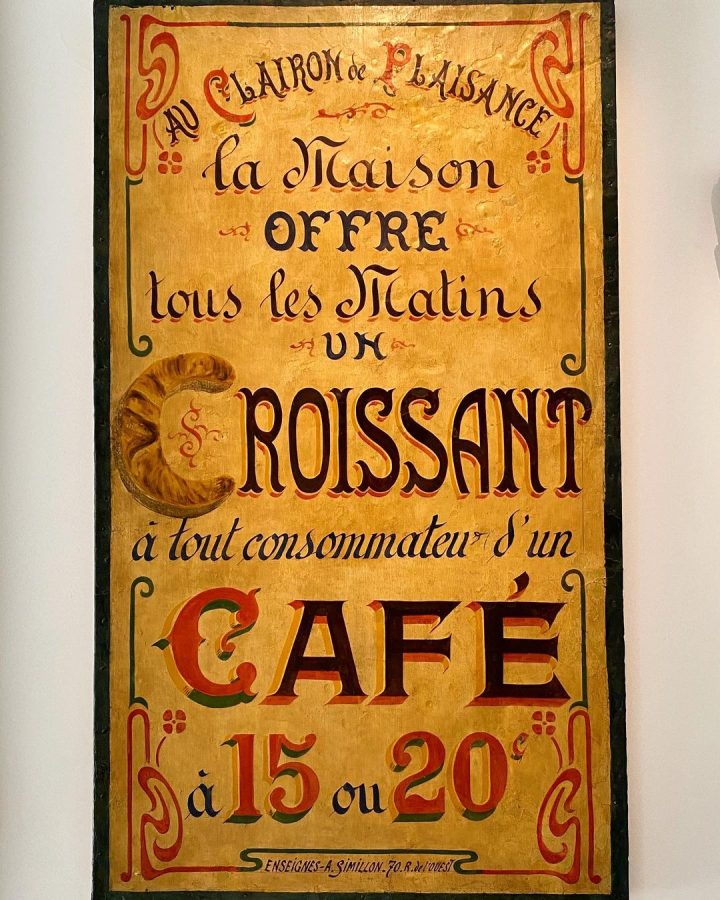 AU CLAIRON de PLAISANCE
la Maison
OFFRE
tous les Matins
UN
CROISSANT
à tout consommateur d'un
CAFÉ
à 15 ou 20c
ENSEIGNES-A. SIMILLON. 70. R. de l'OUEST